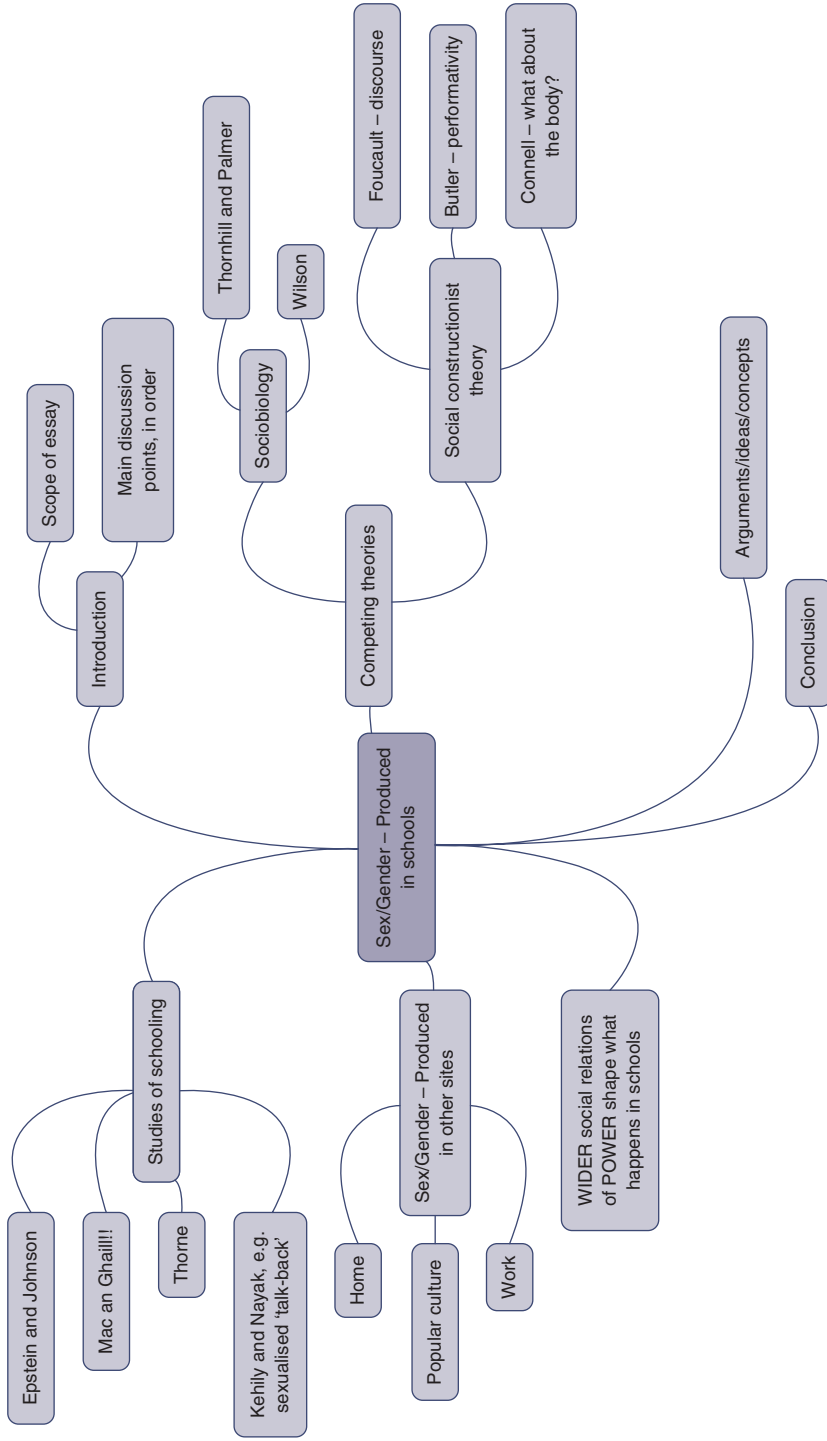 Epstein and Johnson
Mac an Ghaill!!
Thorne
Kehily and Nayak, e.g.
sexualised ‘talk-back’
Studies of schooling
Home
Popular culture
Work
Sex/Gender – Produced
in other sites
WIDER social relations
of POWER shape what
happens in schools
Sex/Gender – Produced
in schools
Introduction
Scope of essay
Main discussion
points, in order
Competing theories
Sociobiology
Thornhill and Palmer
Wilson
Social constructionist
theory
Foucault – discourse
Butler – performativity
Connell – what about
the body?
Arguments/ideas/concepts
Conclusion